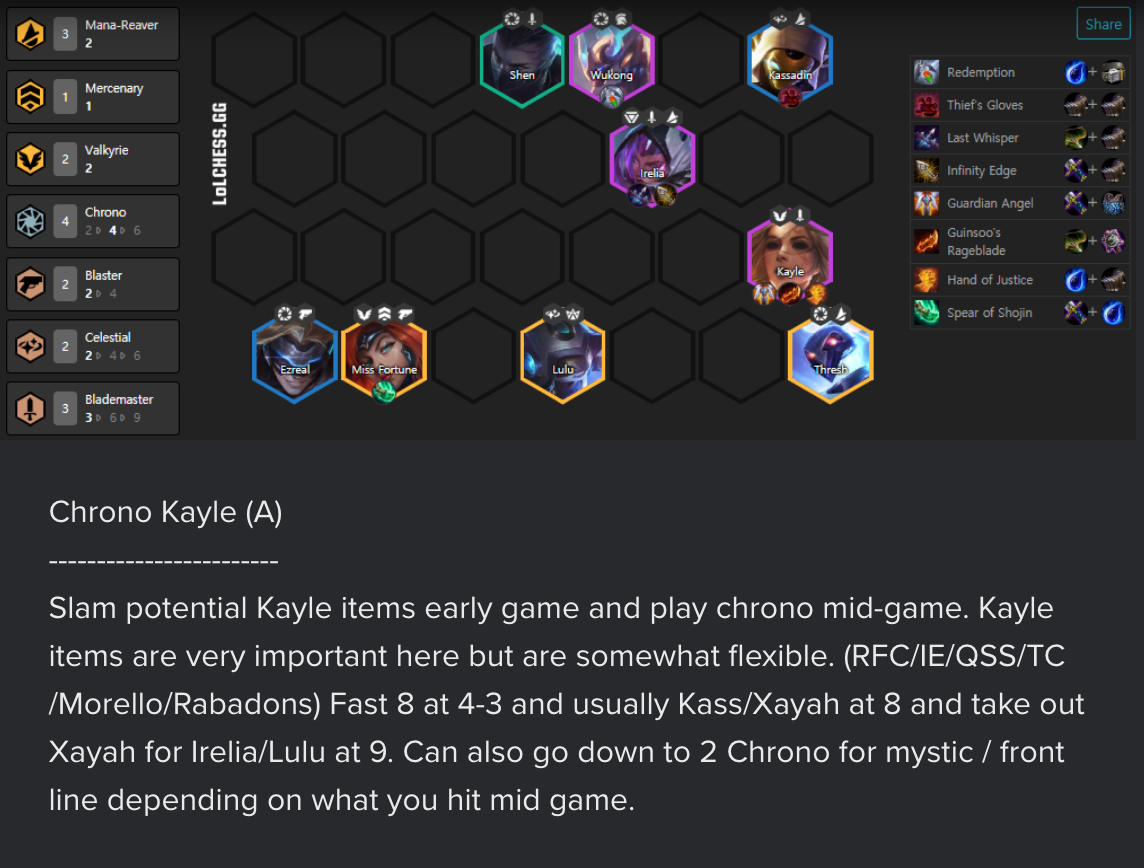 3
Mana-Reaver
2
1
Mercenary
1
2
Valkyrie
2
4
Chrono
2 4 6
2
Blaster
2 4
2
Celestial
2 4 6
3
Blademaster
3 6 9
LoLCHESS.GG
Shen
Wukong
Kassadin
Irelia
Kayle
Ezreal
Miss Fortune
Lulu
Thresh
Share
Redemption +
Thief's Gloves +
Last Whisper +
Infinity Edge +
Guardian Angel +
Guinsoo's
Rageblade +
Hand of Justice +
Spear of Shojin +
Chrono Kayle (A)
------------------------
Slam potential Kayle items early game and play chrono mid-game. Kayle
items are very important here but are somewhat flexible. (RFC/IE/QSS/TC
/Morello/Rabadons) Fast 8 at 4-3 and usually Kass/Xayah at 8 and take out
Xayah for Irelia/Lulu at 9. Can also go down to 2 Chrono for mystic / front
line depending on what you hit mid game.